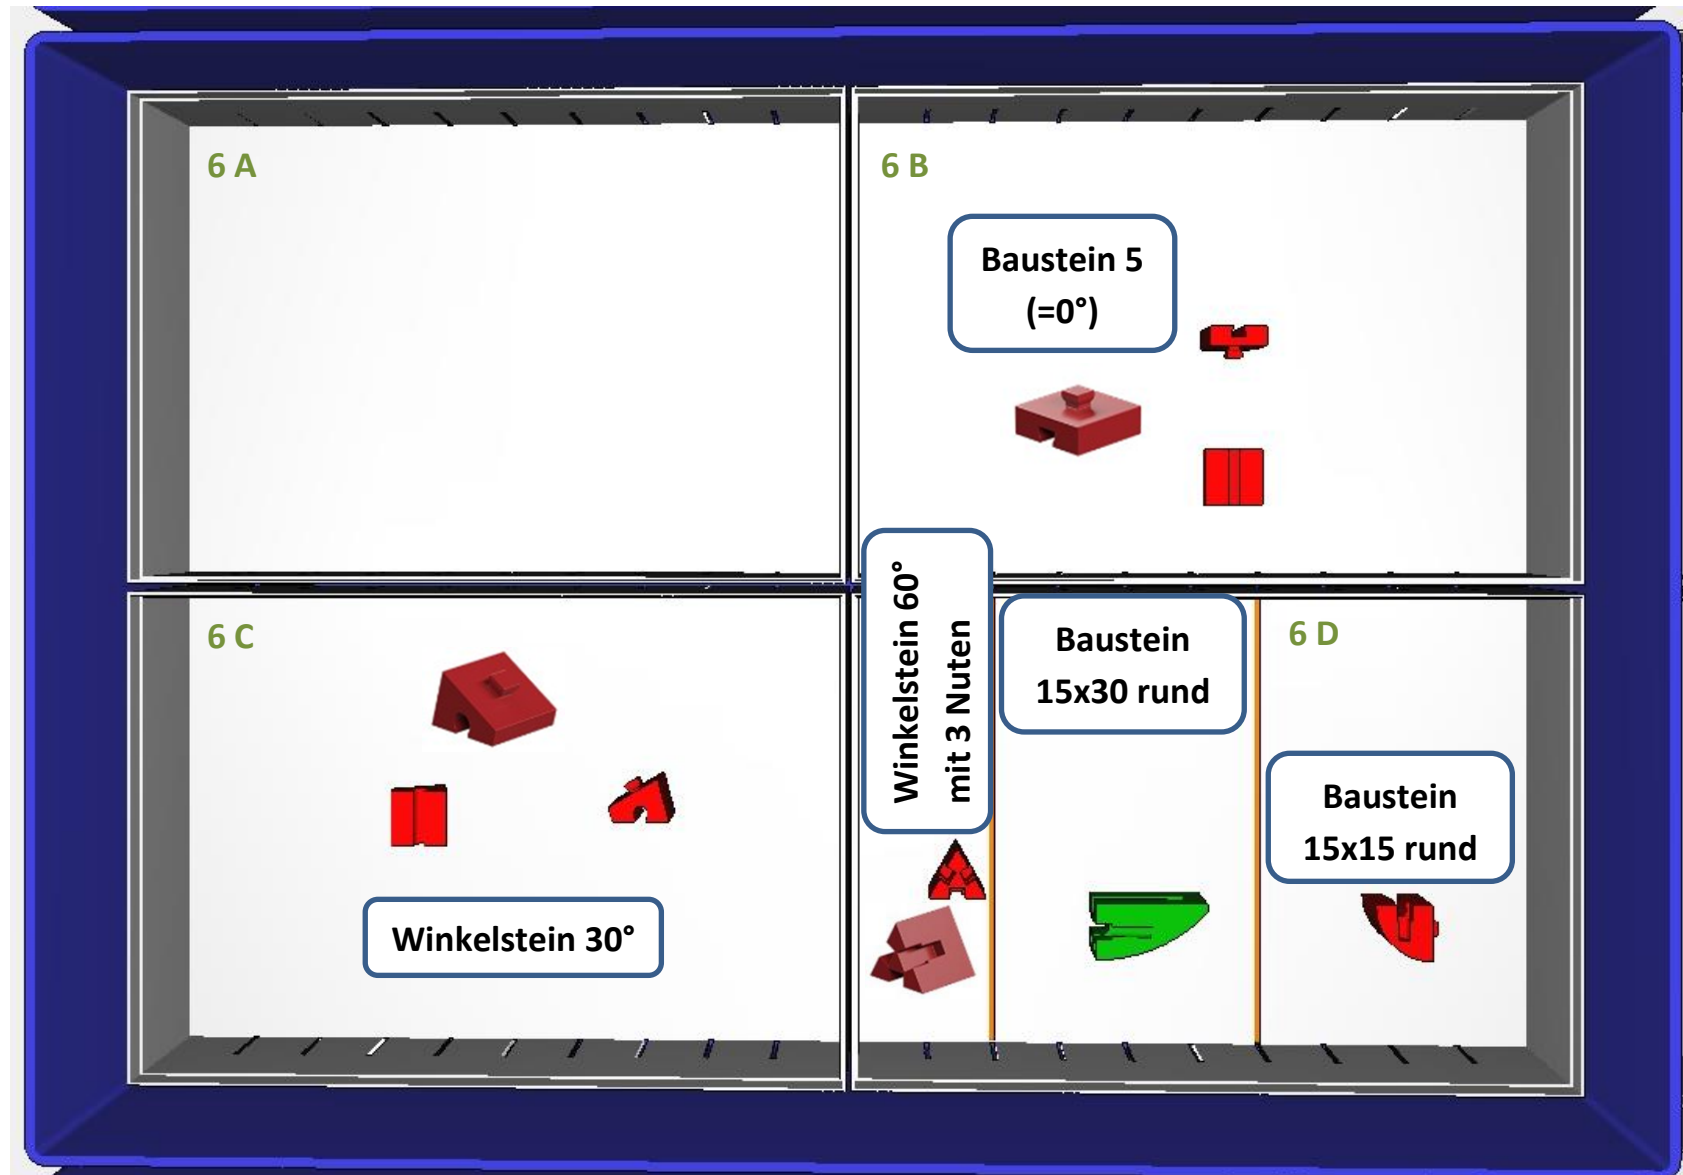 6 A
6 B
Baustein 5
(=0°)
6 C
Winkelstein 30°
Winkelstein 60°
mit 3 Nuten
Baustein
15x30 rund
6 D
Baustein
15x15 rund